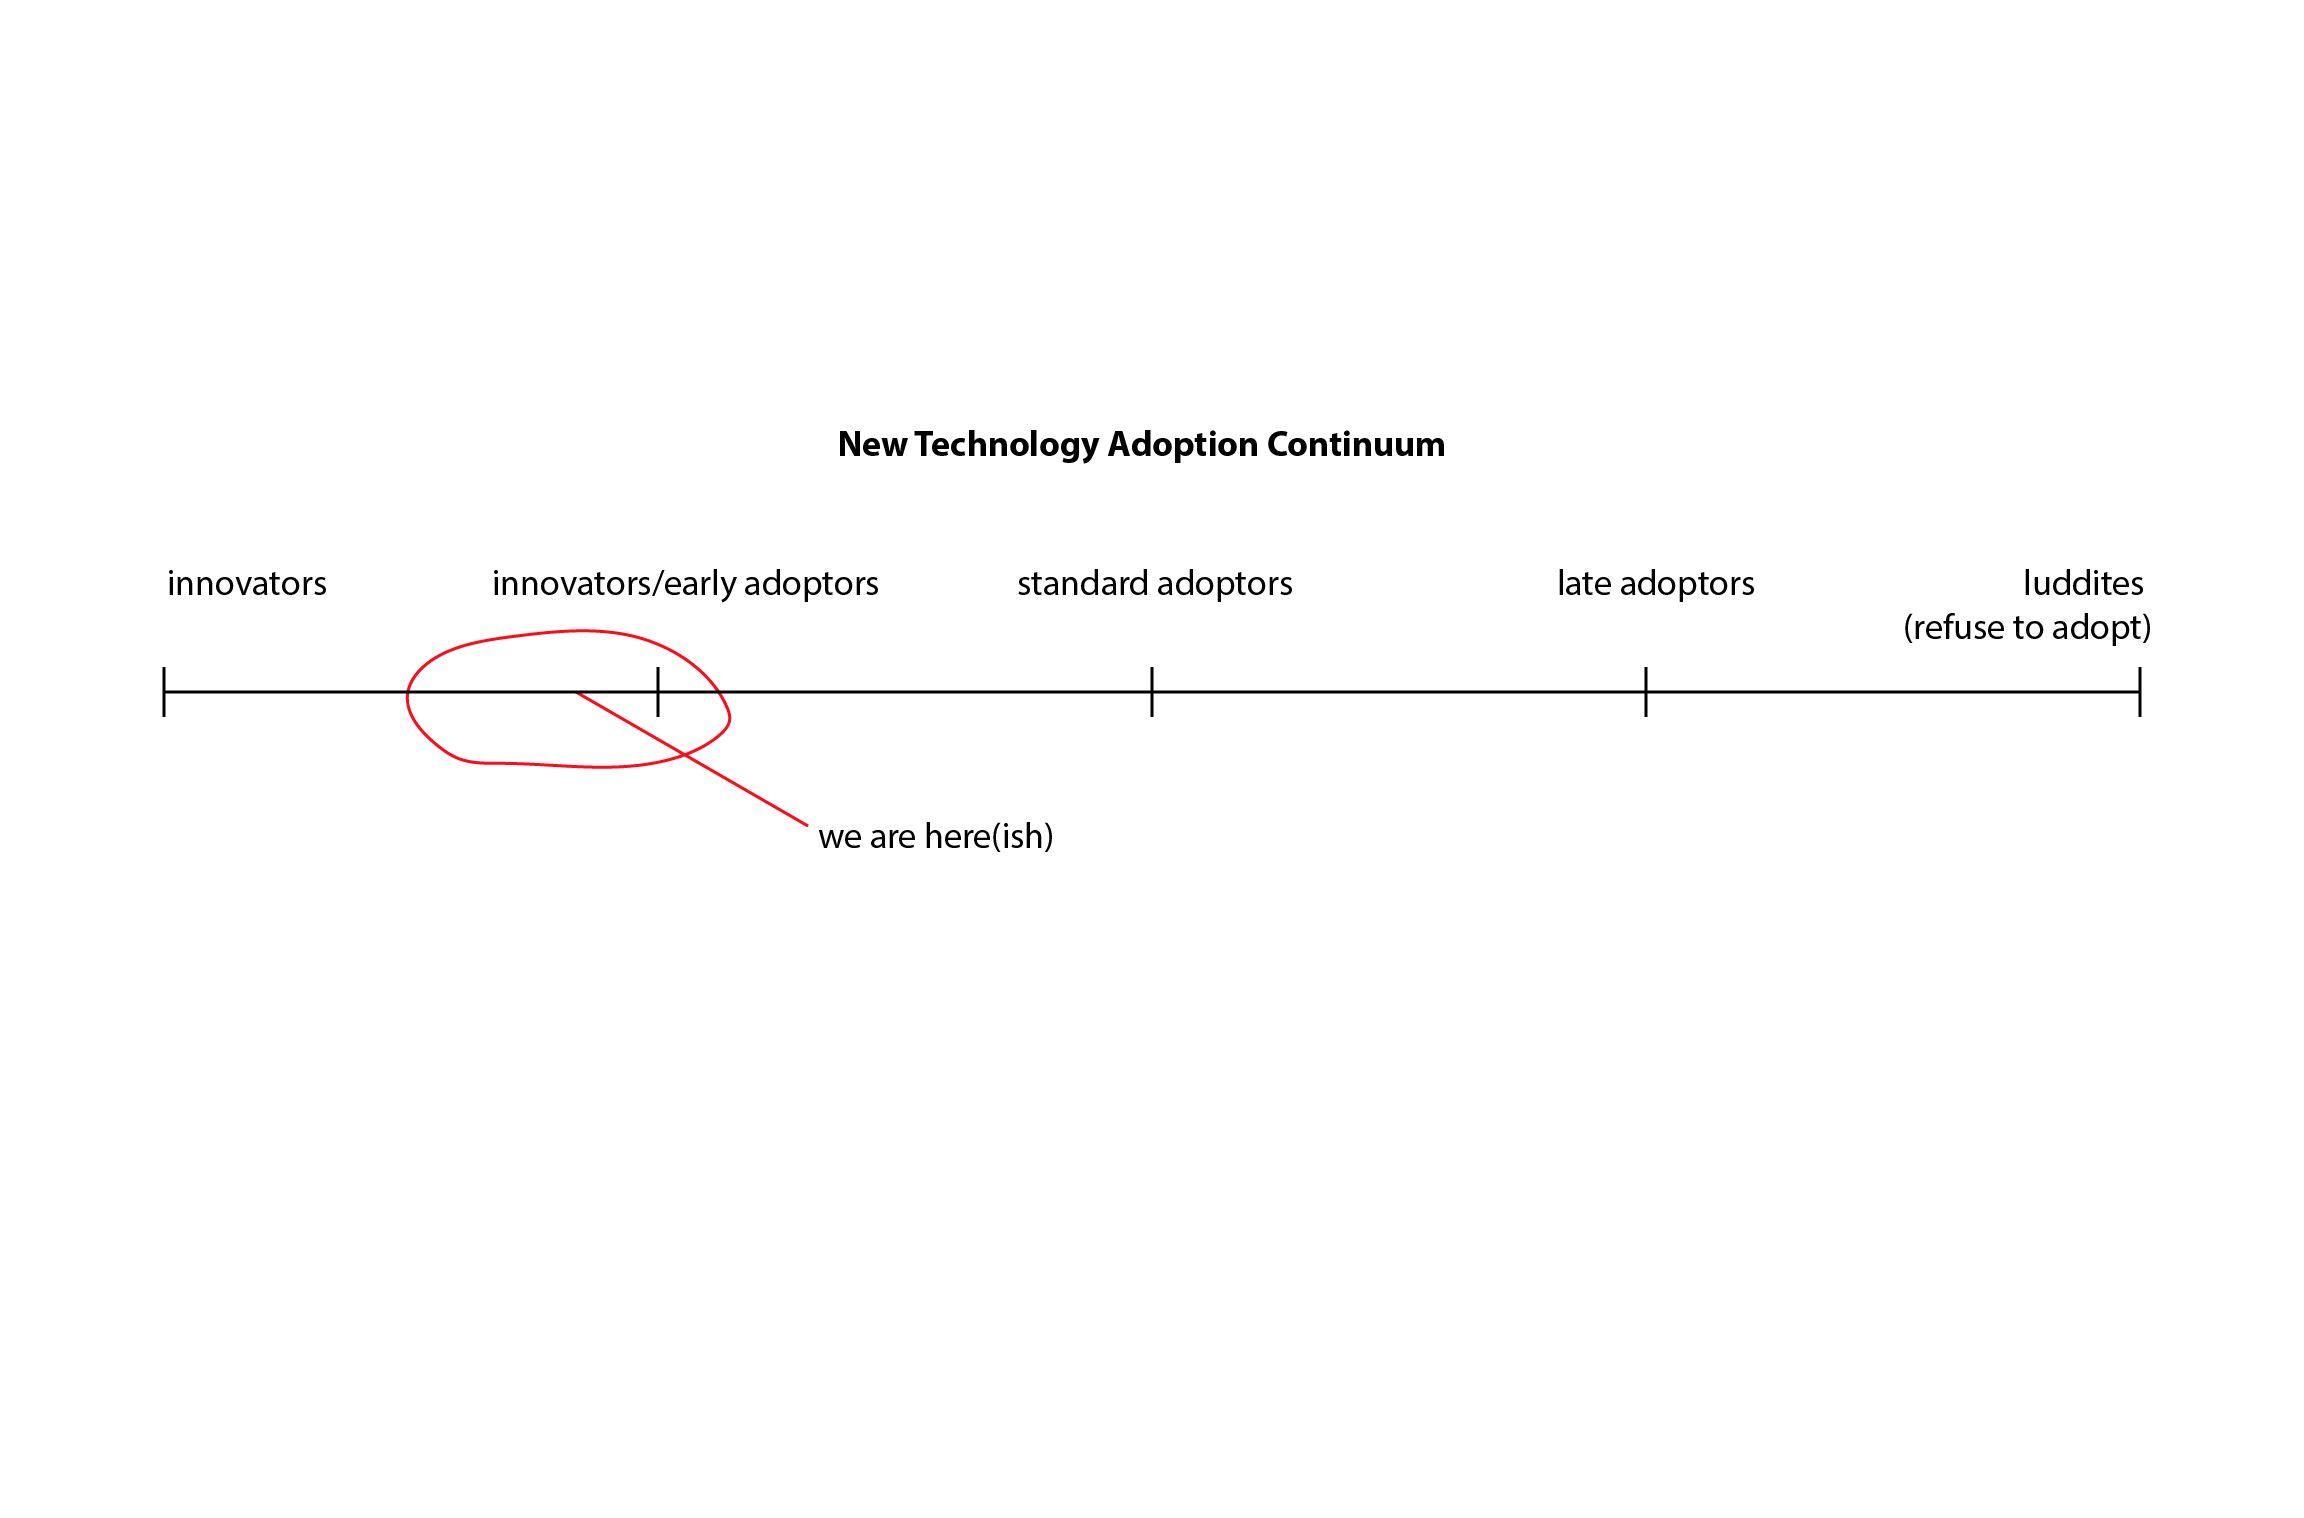 New Technology Adoption Continuum
innovators
innovators/early adoptors
standard adoptors
late adoptors
luddites
(refuse to adopt)
we are here(ish)